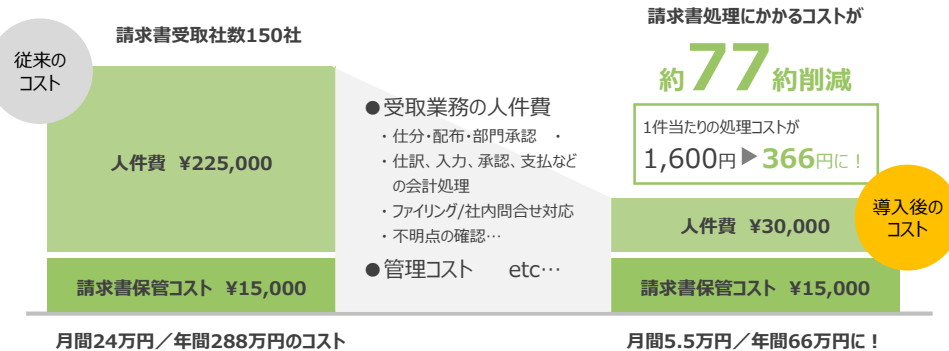 請求書受取社数150社
従来の
コスト
人件費 ¥225,000
請求書保管コスト ¥15,000
月間24万円／年間288万円のコスト
●受取業務の人件費
・仕分・配布・部門承認 ・
・仕訳、入力、承認、支払など
の会計処理
・ファイリング/社内問合せ対応
・不明点の確認…
●管理コスト etc…
請求書処理にかかるコストが
約77約削減
1件当たりの処理コストが
1,600円▶366円に！
導入後の
コスト
人件費 ¥30,000
請求書保管コスト ¥15,000
月間5.5万円／年間66万円に！